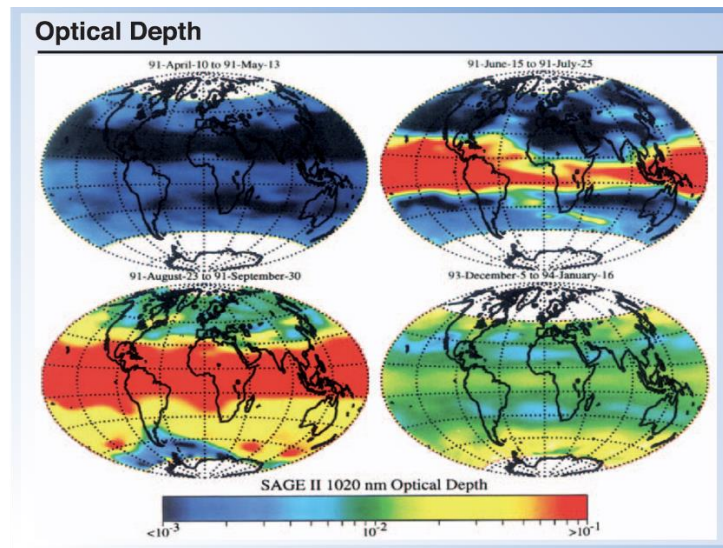 Optical Depth
91-April-10 to 91-May-13
91-June-15 to 91-July-25
91-August-23 to 91-September-30
93-December-5 to 94-January-16
SAGE II 1020 nm Optical Depth
<10-3
10-2
>10-1